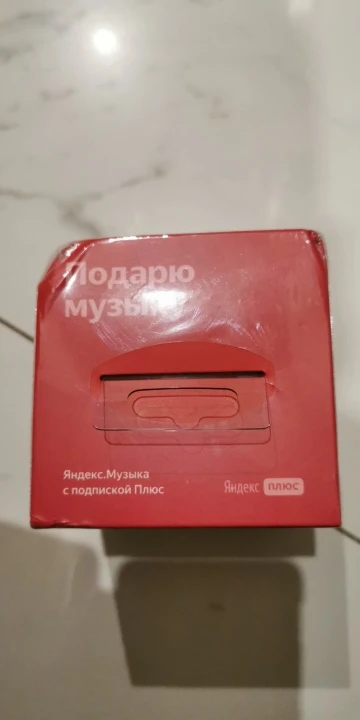 Подарю
музыку
Яндекс.Музыка
с подпиской Плюс
Яндекс плюс